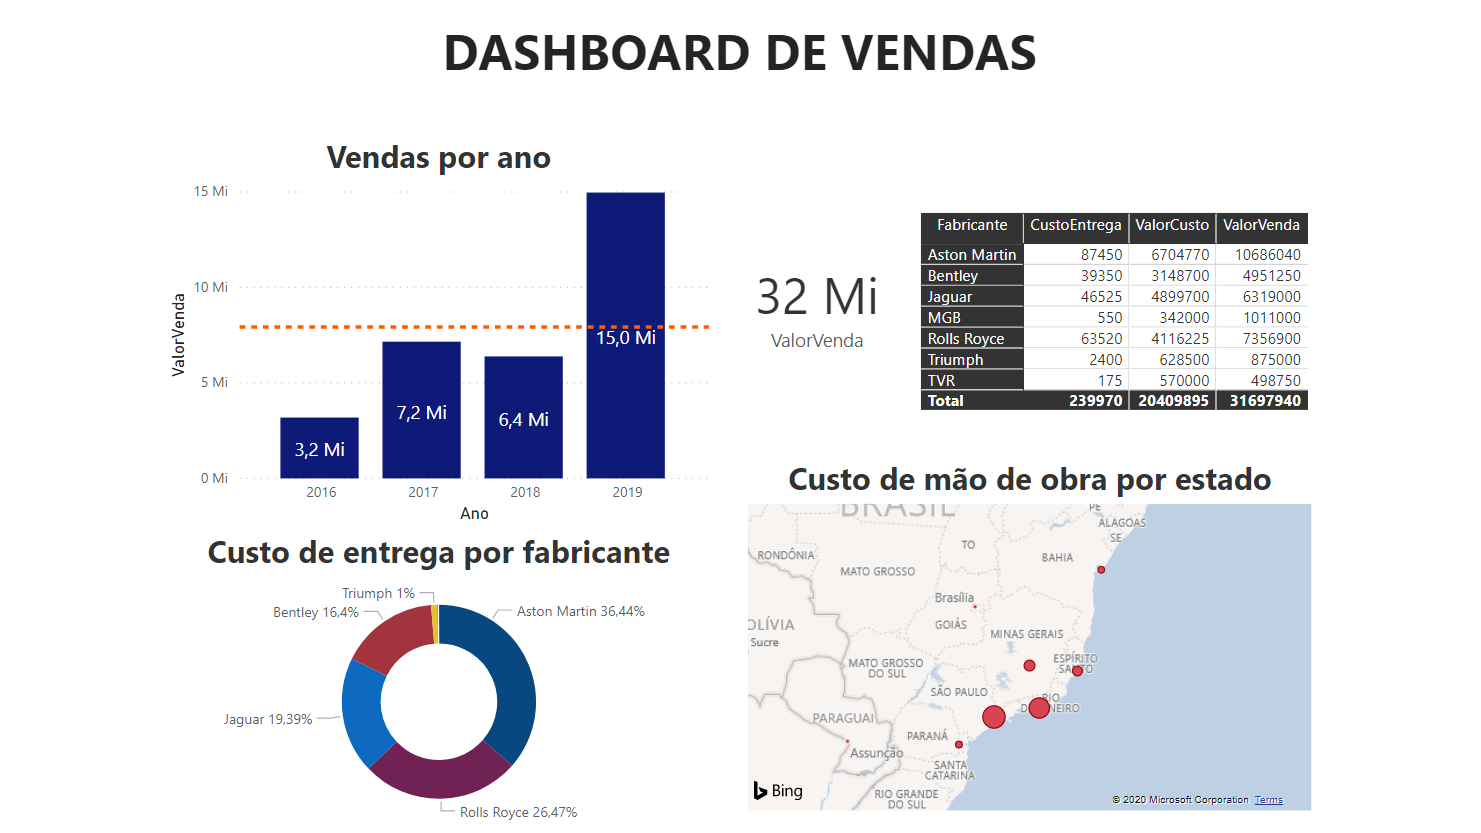 DASHBOARD DE VENDAS
Vendas por ano
15 Mi
10 Mi
5 Mi
0 Mi
ValorVenda
3,2 Mi
7,2 Mi
6,4 Mi
15,0 Mi
2016 2017 2018 2019
Ano
32 Mi
ValorVenda
Fabricante CustoEntrega ValorCusto ValorVenda
Aston Martin 87450 6704770 10686040
Bentley 39350 3148700 4951250
Jaguar 46525 4899700 6319000
MGB 550 342000 1011000
Rolls Royce 63520 4116225 7356900
Triumph 2400 628500 875000
TVR 175 570000 498750
Total 239970 20409895 31697940
Custo de entrega por fabricante
Triumph 1%
Bentley 16,4%
Aston Martin 36,44%
Jaguar 19,39%
Rolls Royce 26,47%
Custo de mão de obra por estado
BRASIL
PE
ALAGOAS
SE
RONDÔNIA
TO
BAHIA
MATO GROSSO
Brasília
GOIÁS
OLÍVIA
Sucre
MINAS GERAIS
MATO GROSSO
DO SUL
ESPÍRITO
SANTO
SÃO PAULO
RIO
DE JANEIRO
PARAGUAI
PARANÁ
Assunção
SANTA
CATARINA
RIO GRANDE
DO SUL
Bing
© 2020 Microsoft Corporation Terms